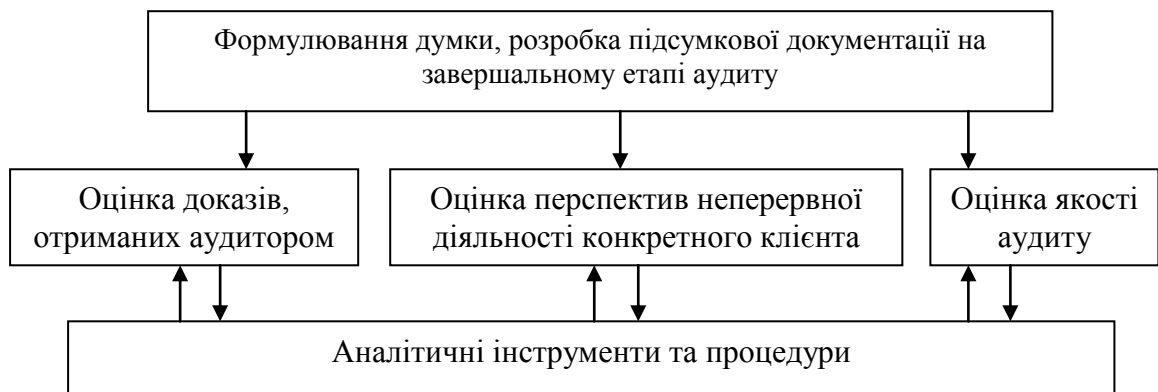 Формулювання думки, розробка підсумкової документації на
завершальному етапі аудиту
Оцінка доказів,
отриманих аудитором
Оцінка перспектив неперервної
діяльності конкретного клієнта
Оцінка якості
аудиту
Аналітичні інструменти та процедури